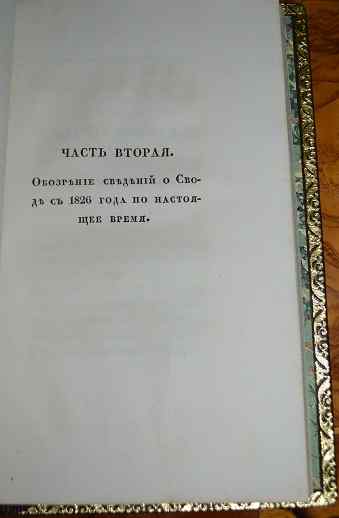 ЧАСТЬ ВТОРАЯ.
Обозрѣніе свѣдѣній о Сво-
дѣ съ 1826 года по настоя-
щее время.